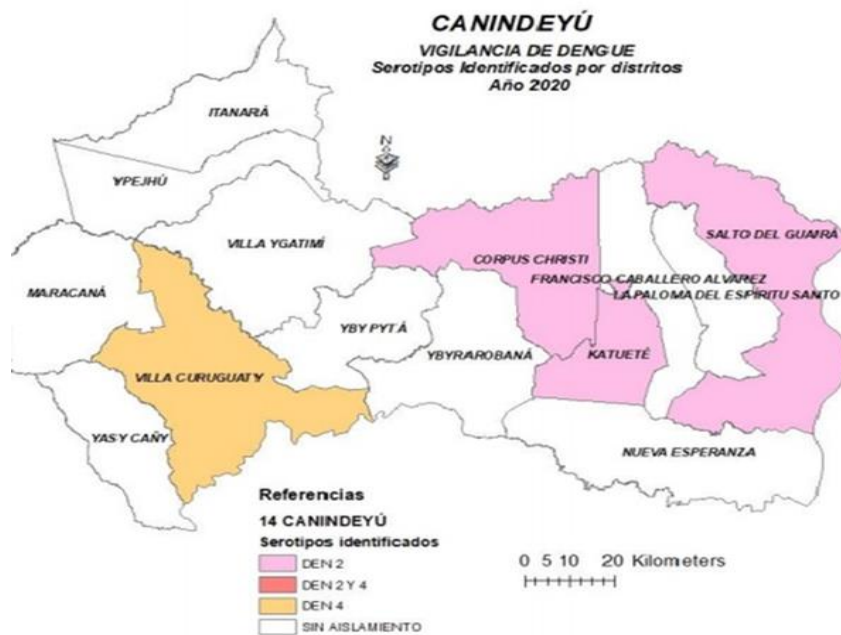 CANINDEYÚ
VIGILANCIA DE DENGUE
Serotipos Identificados por distritos
Año 2020
ITANARÁ
N
YPEJHÚ
VILLA YGATIMÍ
SALTO DEL GUAIRÁ
CORPUS CHRISTI
FRANCISCO CABALLERO ALVAREZ
MARACANÁ
LA PALOMA DEL ESPÍRITU SANTO
YBY PYTÁ
YBYRAROBANÁ
KATUETÉ
VILLA CURUGUATY
YASY CAÑY
NUEVA ESPERANZA
Referencias
14 CANINDEYÚ
Serotipos identificados
DEN 2
DEN 2 Y 4
DEN 4
SIN AISLAMIENTO
0 5 10 20 Kilometers